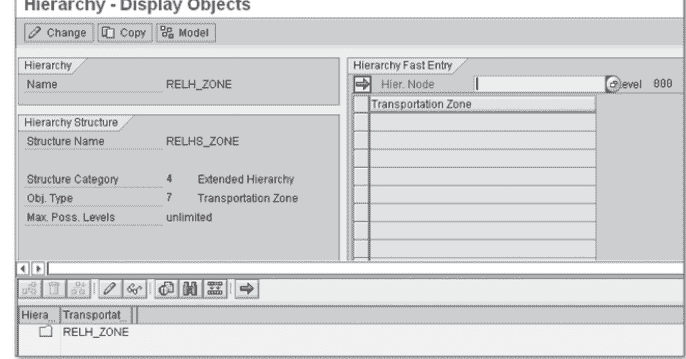 Hierarchy - Display Objects
Change Copy Model
Hierarchy
Name RELH_ZONE
Hierarchy Structure
Structure Name RELHS_ZONE
Structure Category 4 Extended Hierarchy
Obj. Type 7 Transportation Zone
Max. Poss. Levels unlimited
Hierarchy Fast Entry
Hier. Node evel 000
Transportation Zone
Hiera... Transportat...
RELH_ZONE